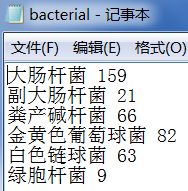 bacterial - 记事本
文件(F) 编辑(E) 格式(O)
大肠杆菌 159
副大肠杆菌 21
粪产碱杆菌 66
金黄色葡萄球菌 82
白色链球菌 63
绿胞杆菌 9